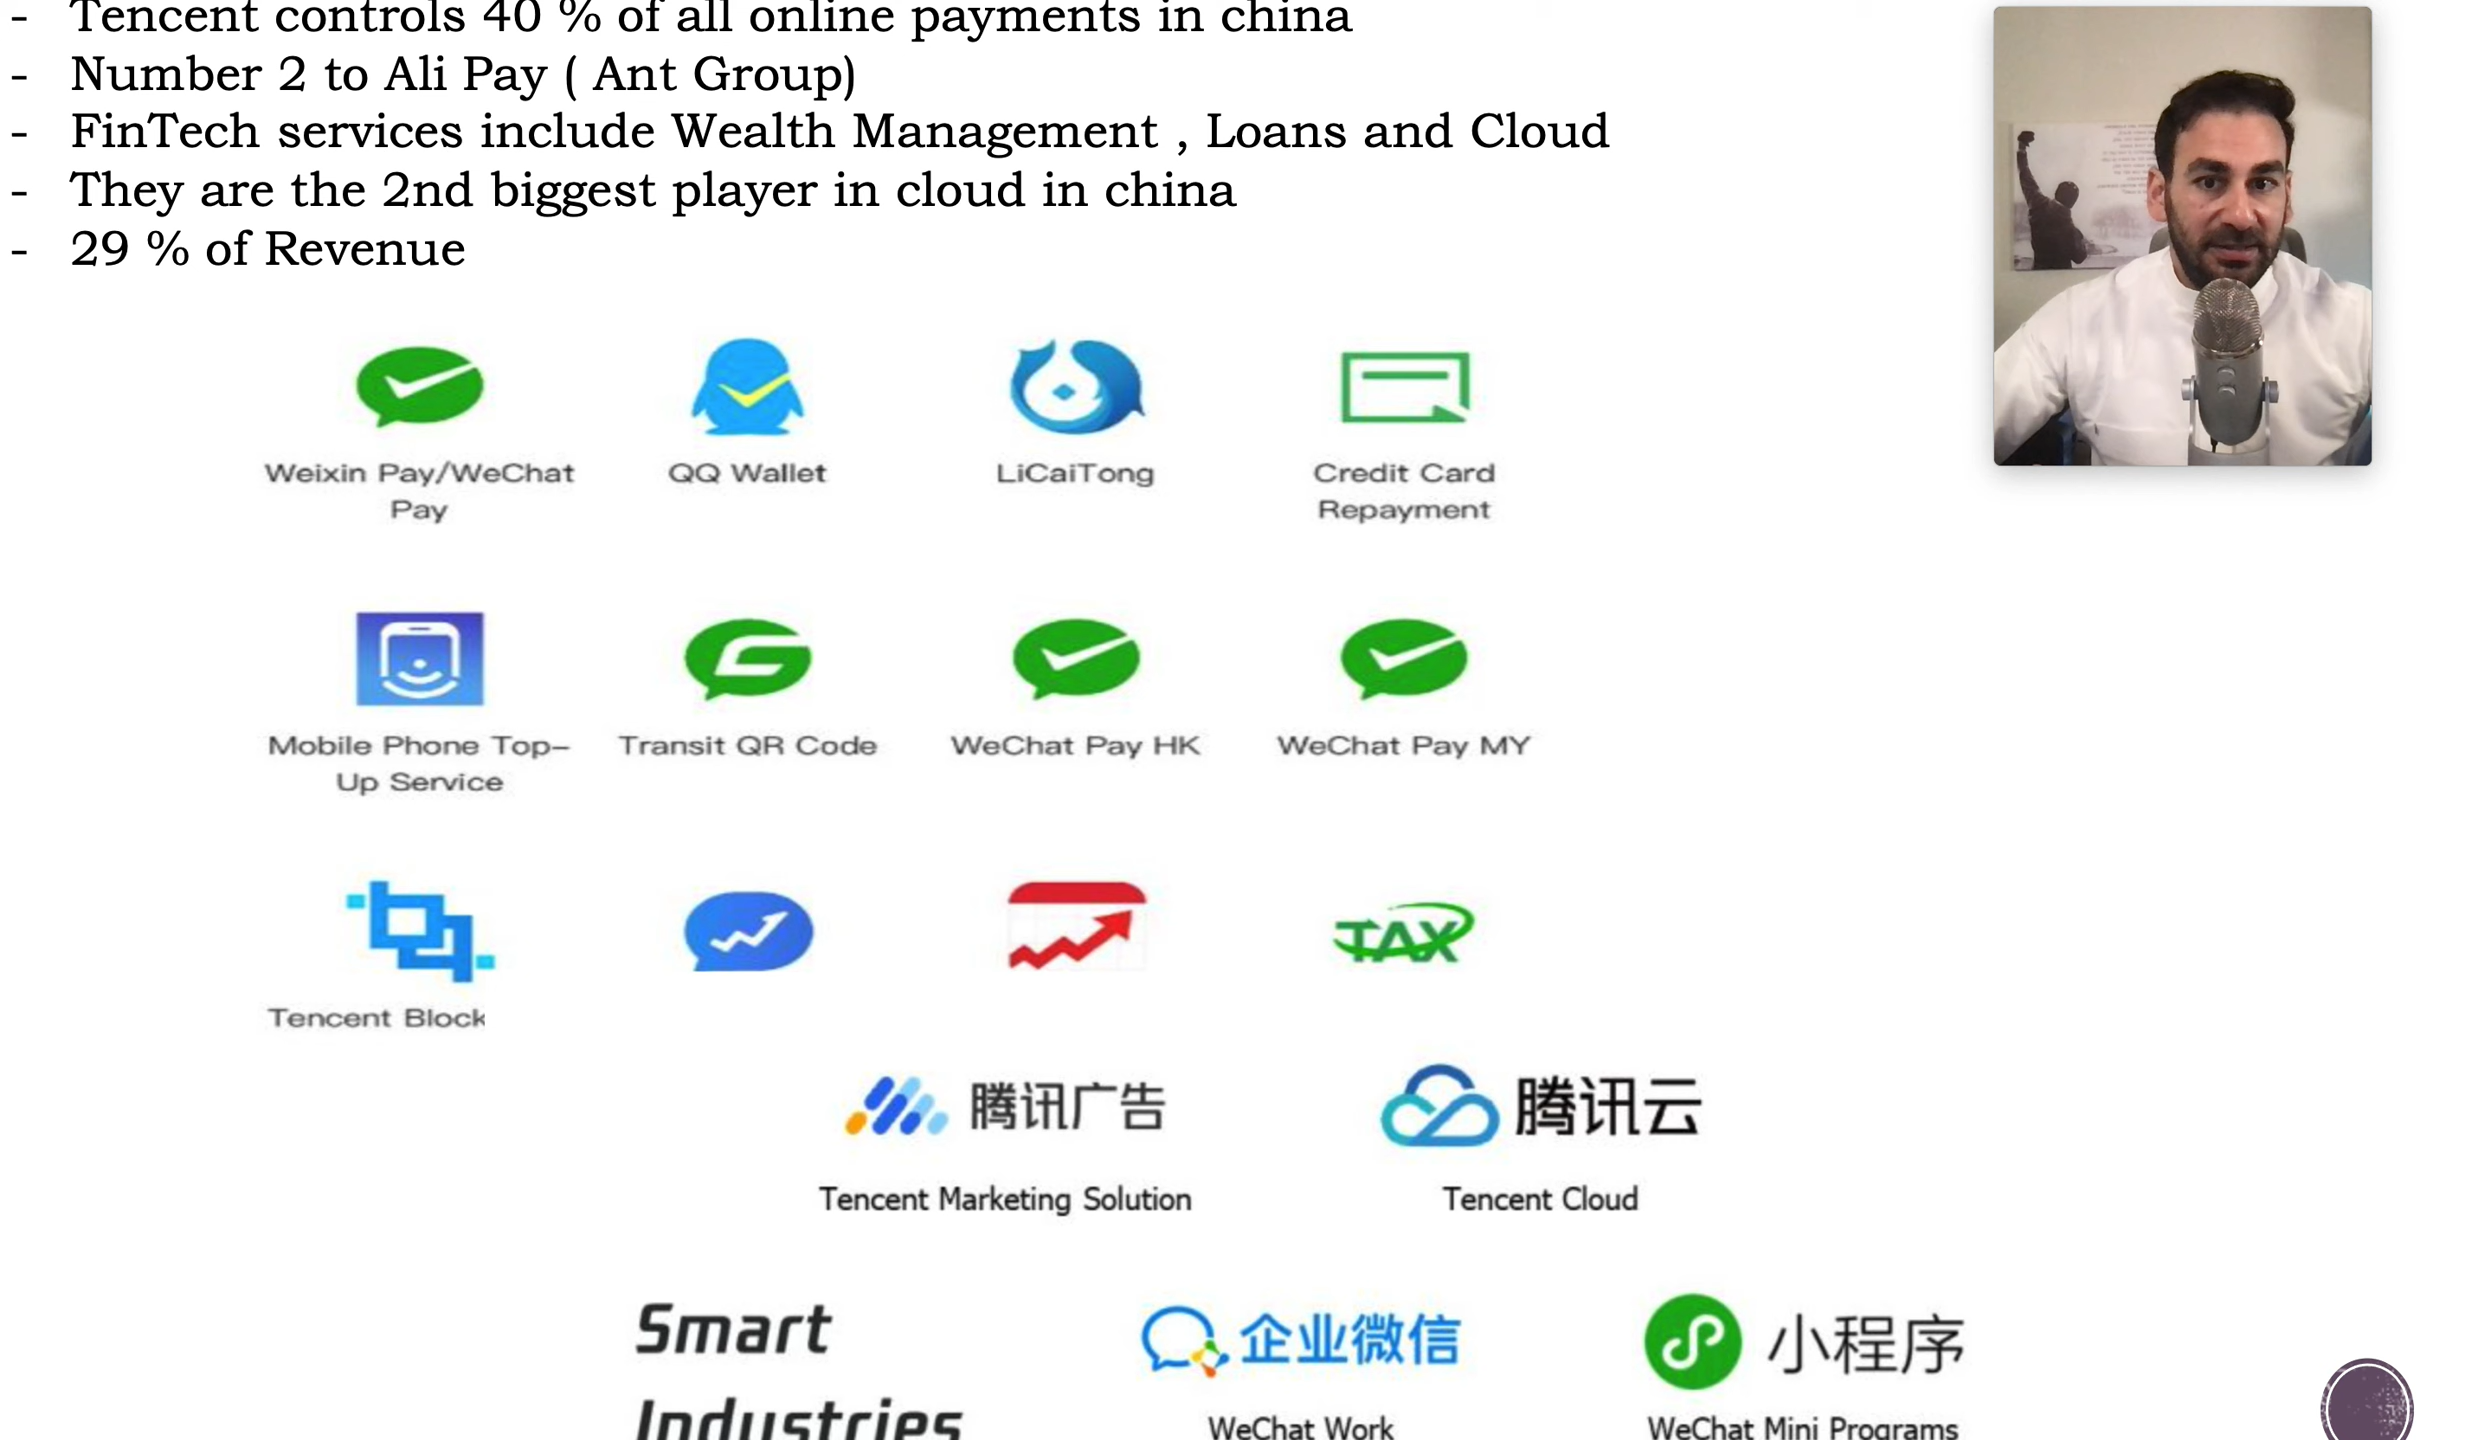 - Tencent controls 40 % of all online payments in china
- Number 2 to Ali Pay ( Ant Group)
- FinTech services include Wealth Management , Loans and Cloud
- They are the 2nd biggest player in cloud in china
- 29 % of Revenue
Weixin Pay/WeChat
Pay
QQ Wallet
LiCaiTong
Credit Card
Repayment
Mobile Phone Top-
Up Service
Transit QR Code
WeChat Pay HK
WeChat Pay MY
TAX
Tencent Block
腾讯广告
Tencent Marketing Solution
腾讯云
Tencent Cloud
Smart
Industries
企业微信
WeChat Work
小程序
WeChat Mini Programs